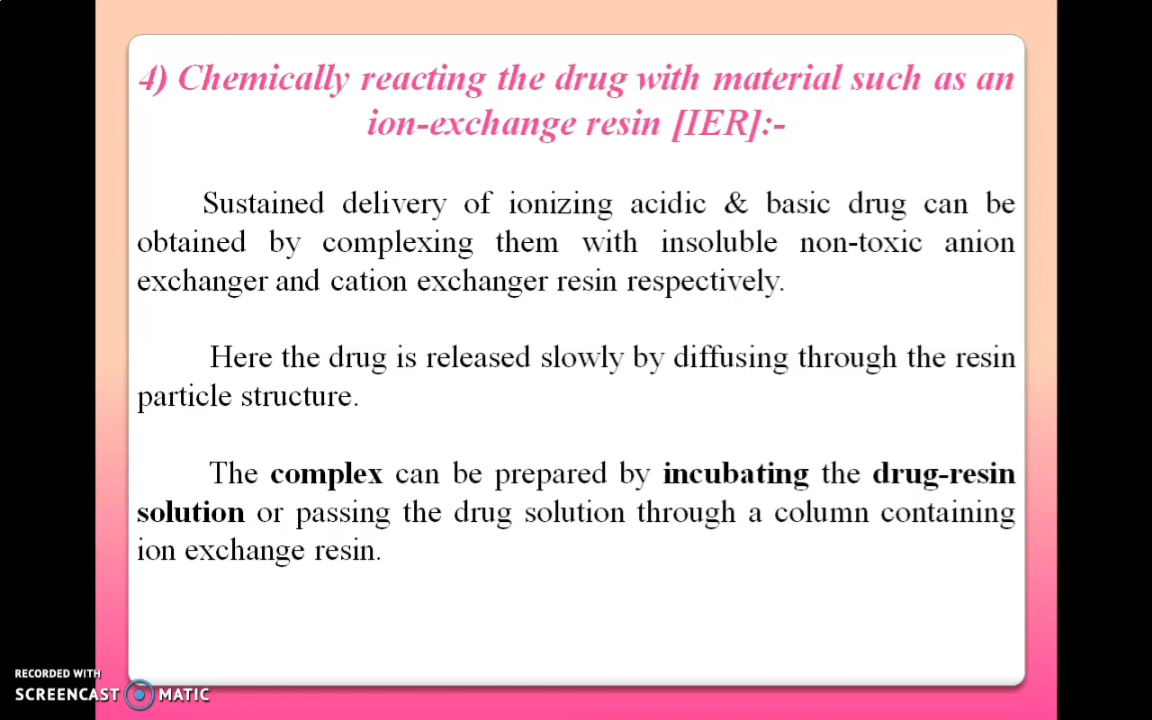 4) Chemically reacting the drug with material such as an
ion-exchange resin [IER]:-
Sustained delivery of ionizing acidic & basic drug can be
obtained by complexing them with insoluble non-toxic anion
exchanger and cation exchanger resin respectively.
Here the drug is released slowly by diffusing through the resin
particle structure.
The complex can be prepared by incubating the drug-resin
solution or passing the drug solution through a column containing
ion exchange resin.
RECORDED WITH
SCREENCAST MATIC